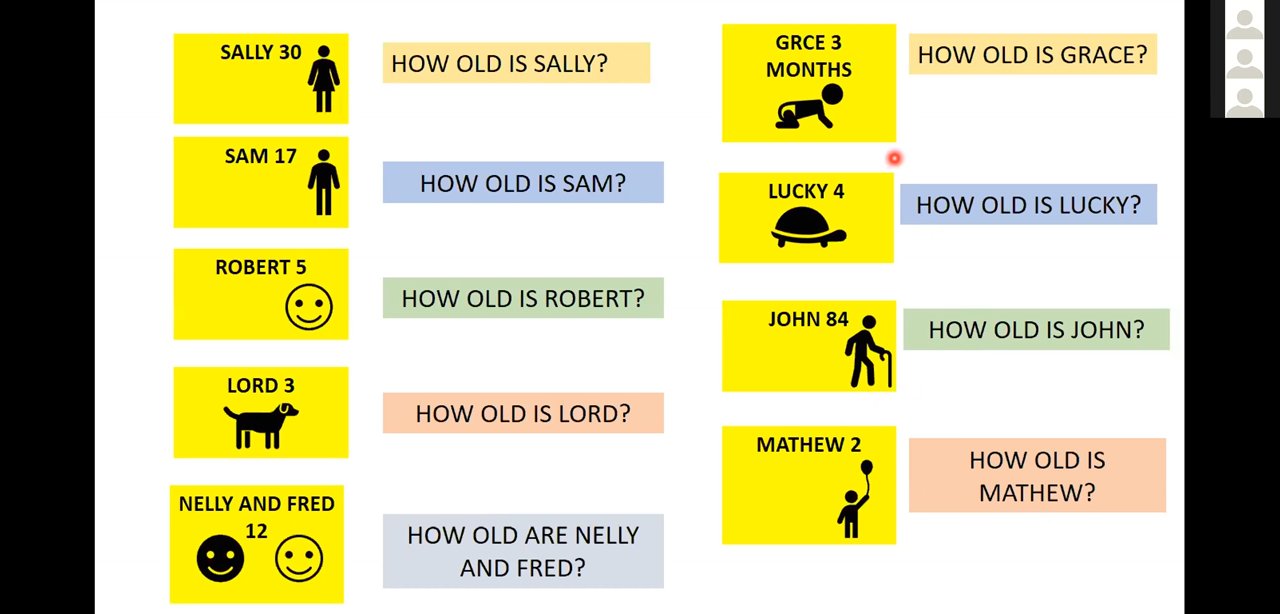 SALLY 30
HOW OLD IS SALLY?
SAM 17
HOW OLD IS SAM?
ROBERT 5
HOW OLD IS ROBERT?
LORD 3
HOW OLD IS LORD?
NELLY AND FRED
12
HOW OLD ARE NELLY
AND FRED?
GRCE 3
MONTHS
HOW OLD IS GRACE?
LUCKY 4
HOW OLD IS LUCKY?
JOHN 84
HOW OLD IS JOHN?
MATHEW 2
HOW OLD IS
MATHEW?